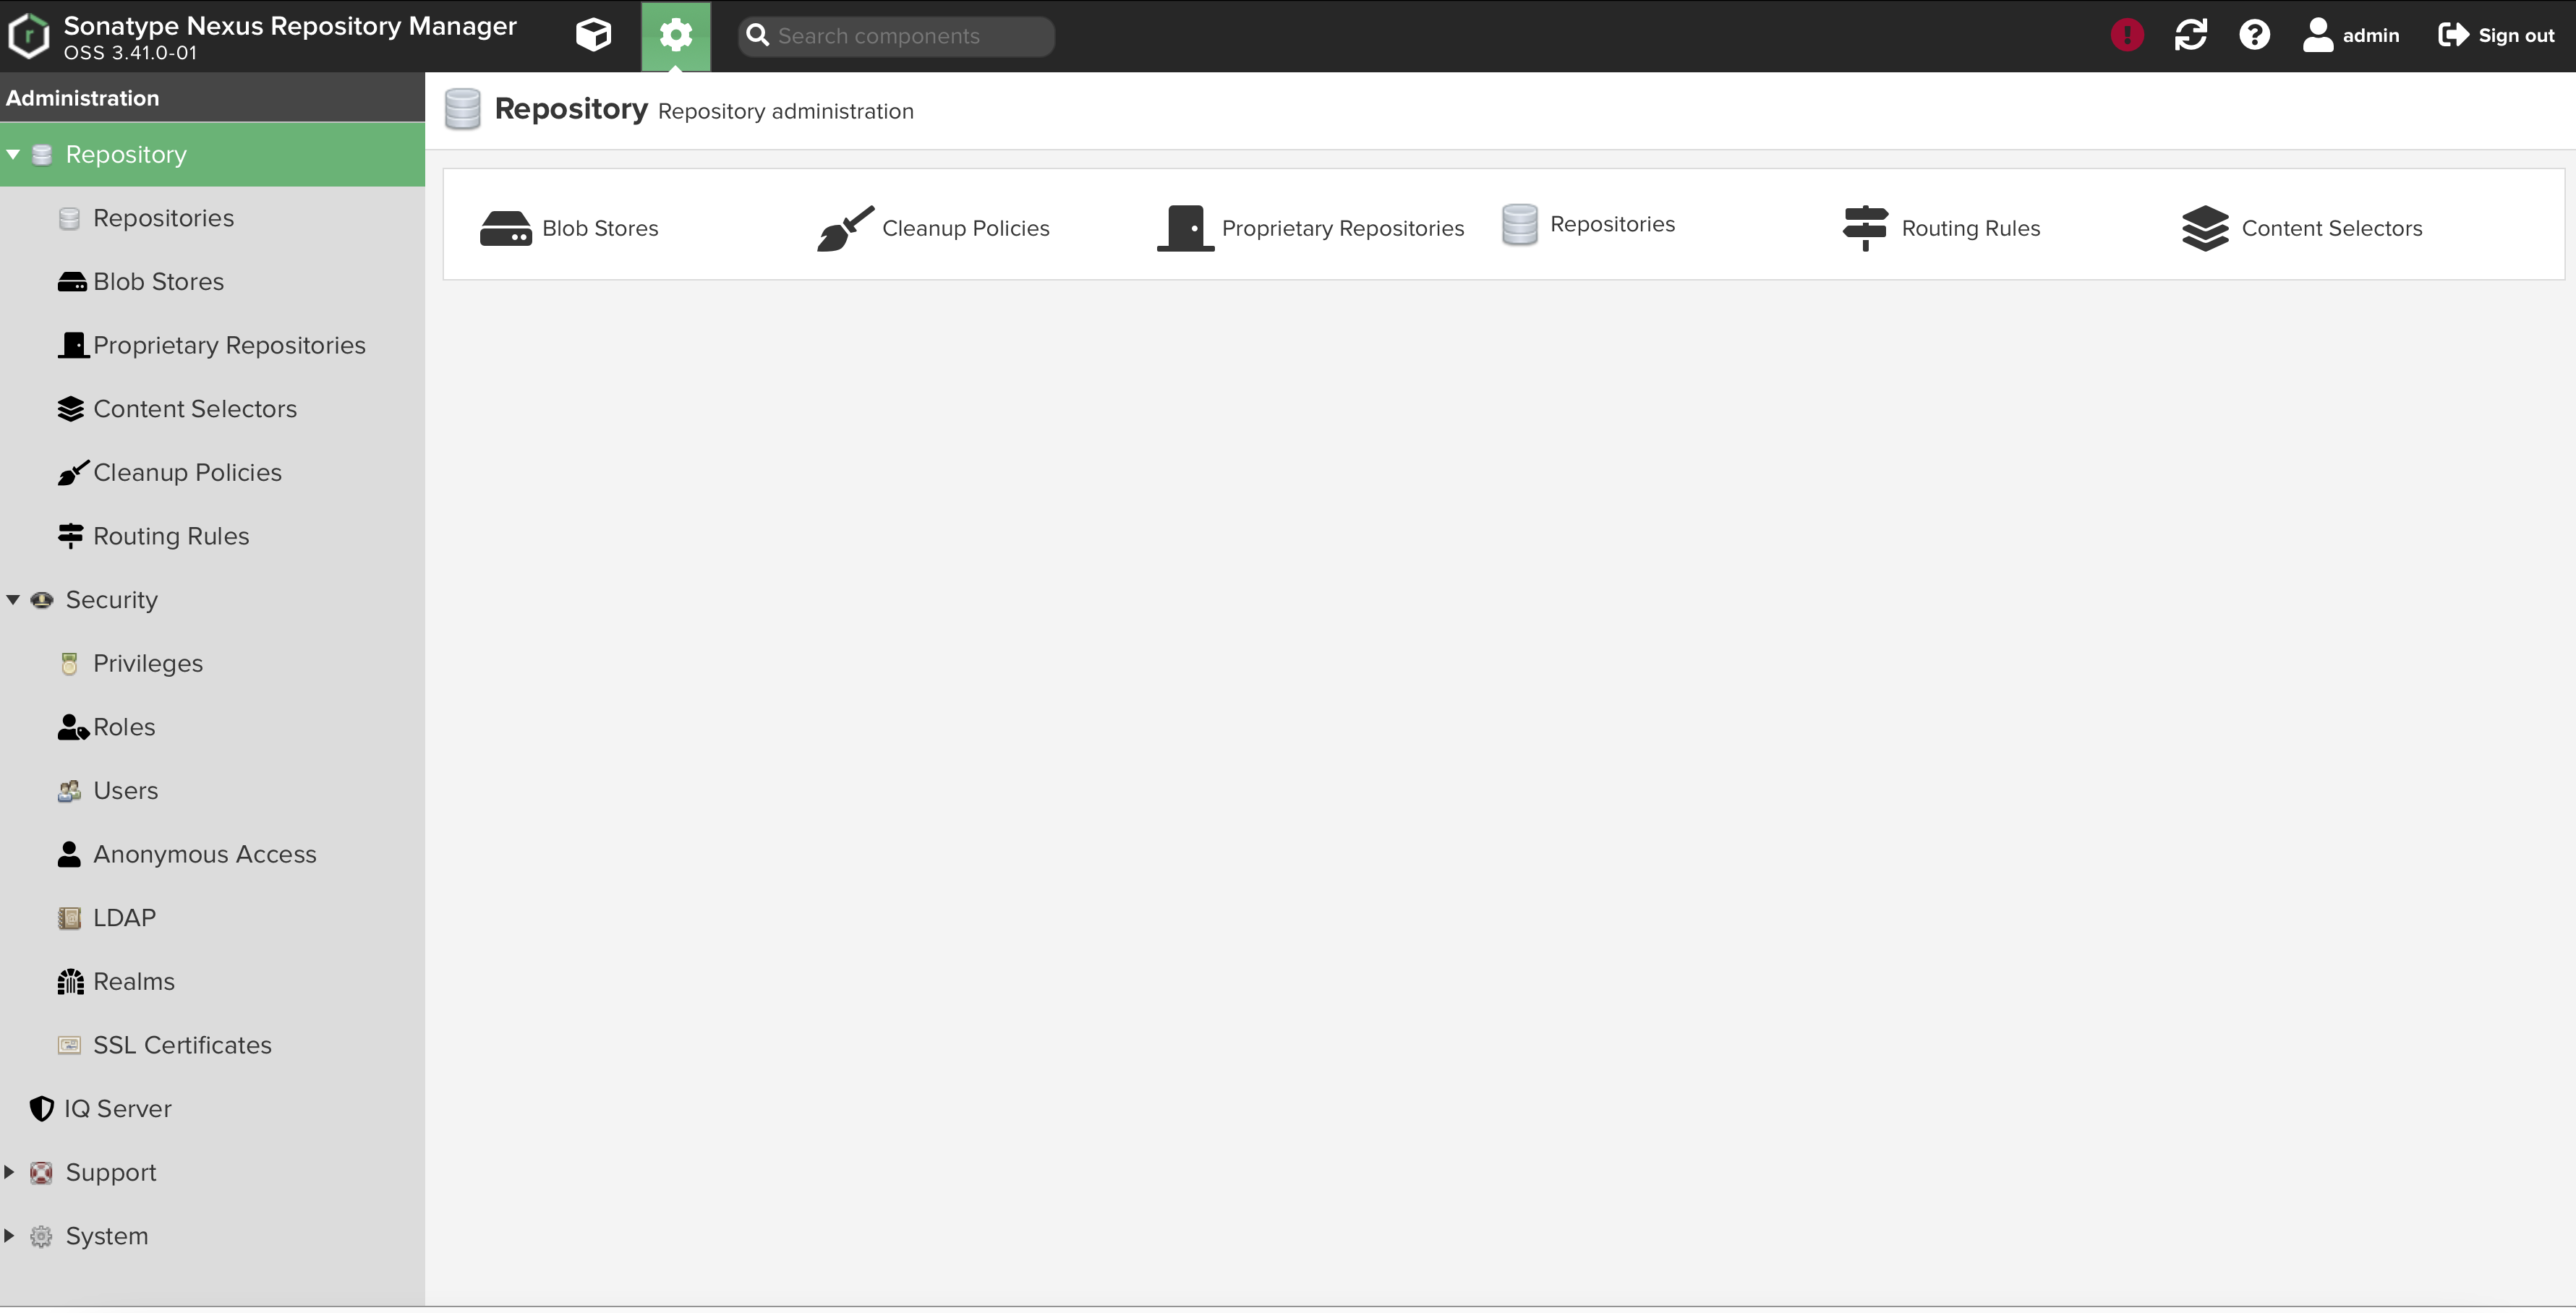 Sonatype Nexus Repository Manager
OSS 3.41.0-01
Search components
admin
Sign out
Administration
Repository
Repositories
Blob Stores
Proprietary Repositories
Content Selectors
Cleanup Policies
Routing Rules
Security
Privileges
Roles
Users
Anonymous Access
LDAP
Realms
SSL Certificates
IQ Server
Support
System
Repository Repository administration
Blob Stores
Cleanup Policies
Proprietary Repositories
Repositories
Routing Rules
Content Selectors